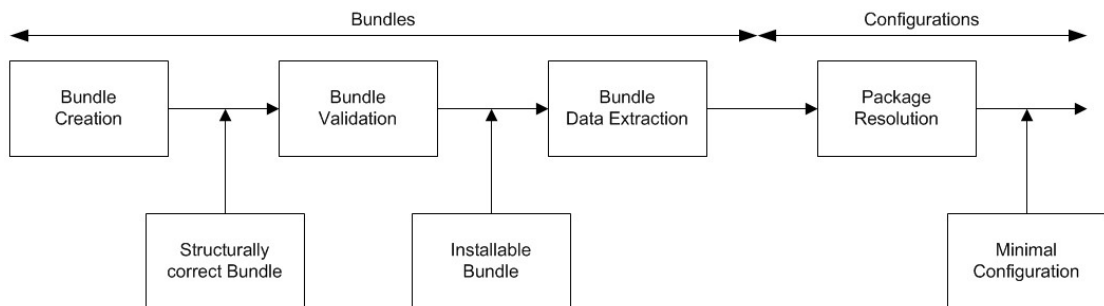 Bundles
Configurations
Bundle
Creation
Bundle
Validation
Bundle
Data Extraction
Package
Resolution
Structurally
correct Bundle
Installable
Bundle
Minimal
Configuration